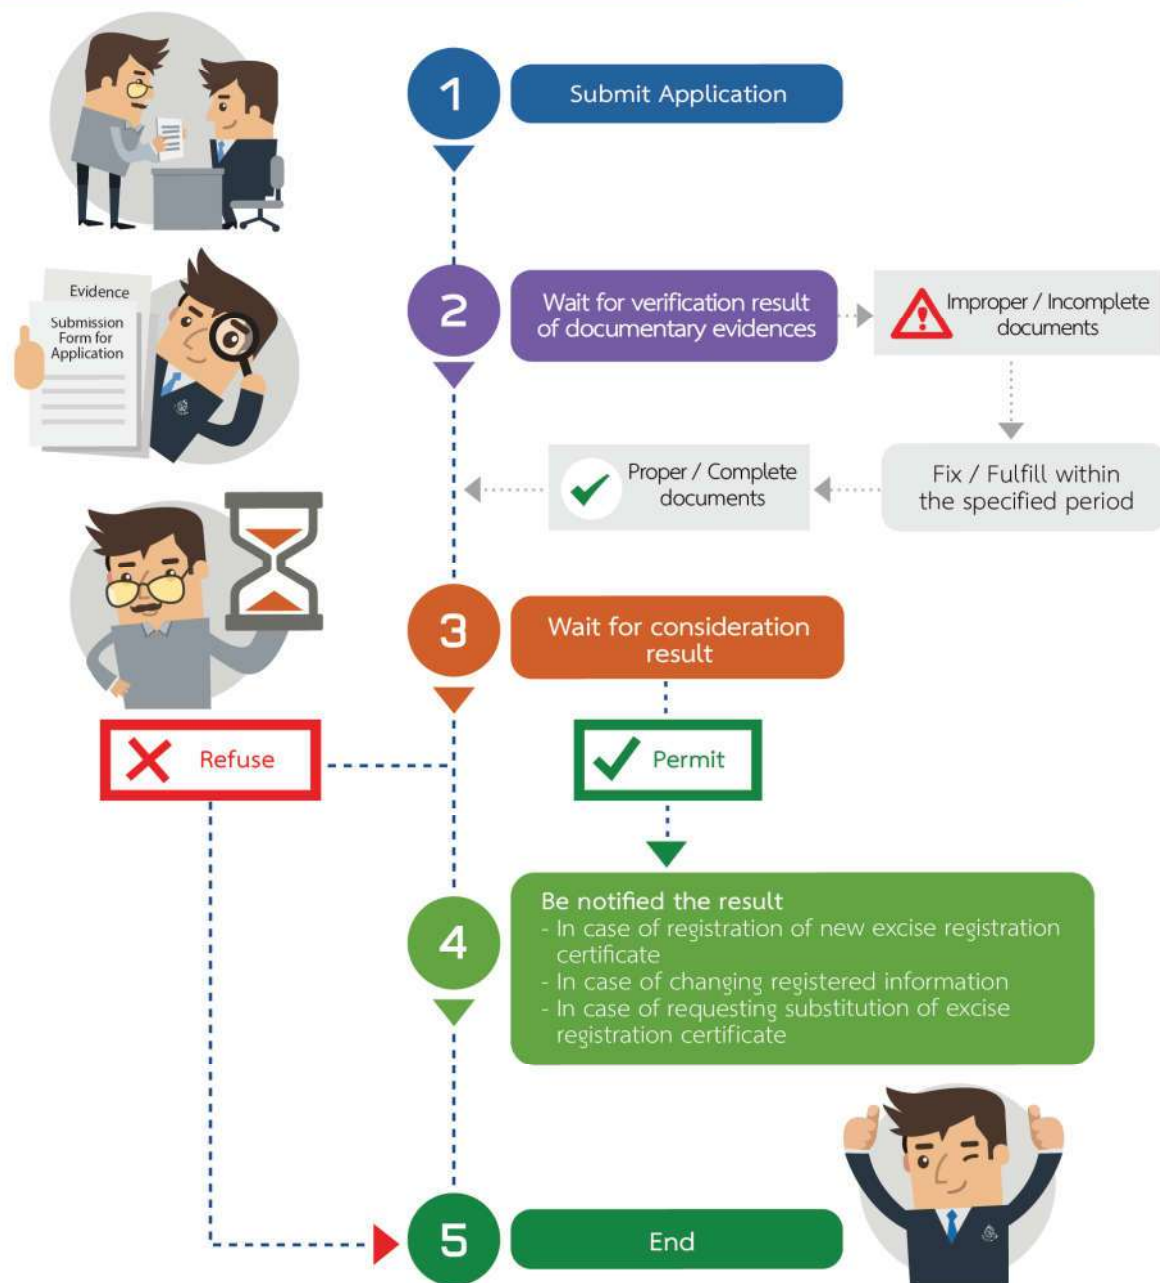 1
Submit Application
Evidence
Submission
Form for
Application
2
Wait for verification result
of documentary evidences
Improper / Incomplete
documents
Fix / Fulfill within
the specified period
Proper / Complete
documents
3
Wait for consideration
result
Refuse
Permit
4
Be notified the result
- In case of registration of new excise registration
certificate
- In case of changing registered information
- In case of requesting substitution of excise
registration certificate
5
End